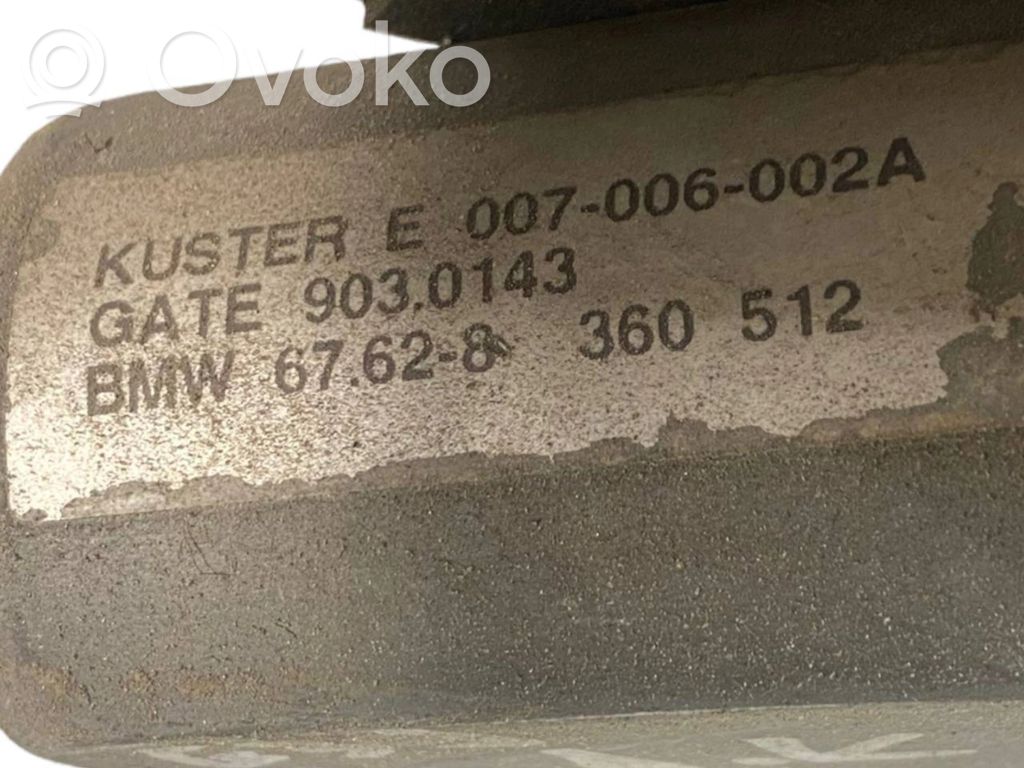 Ovoko
KUSTER E 007-006-002A
GATE 903.0143
BMW 67.62-8 360 512